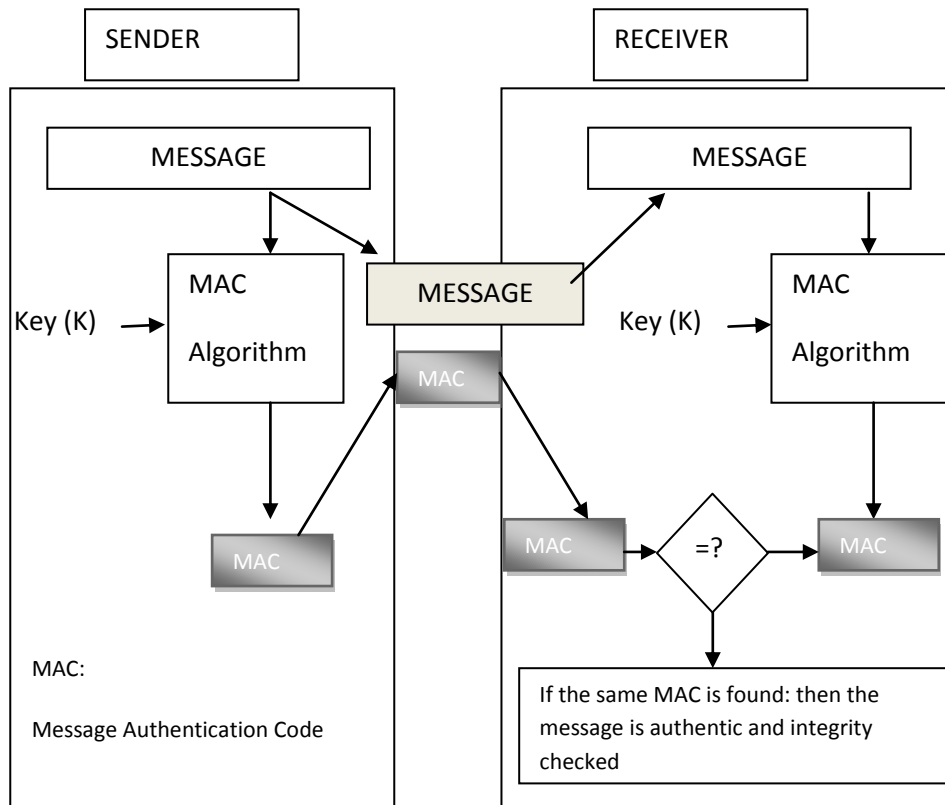 SENDER
RECEIVER
MESSAGE
MESSAGE
MAC
Algorithm
Key (K)
MESSAGE
MAC
MAC
Algorithm
Key (K)
MAC
MAC
=?
MAC
MAC:
Message Authentication Code
If the same MAC is found: then the
message is authentic and integrity
checked